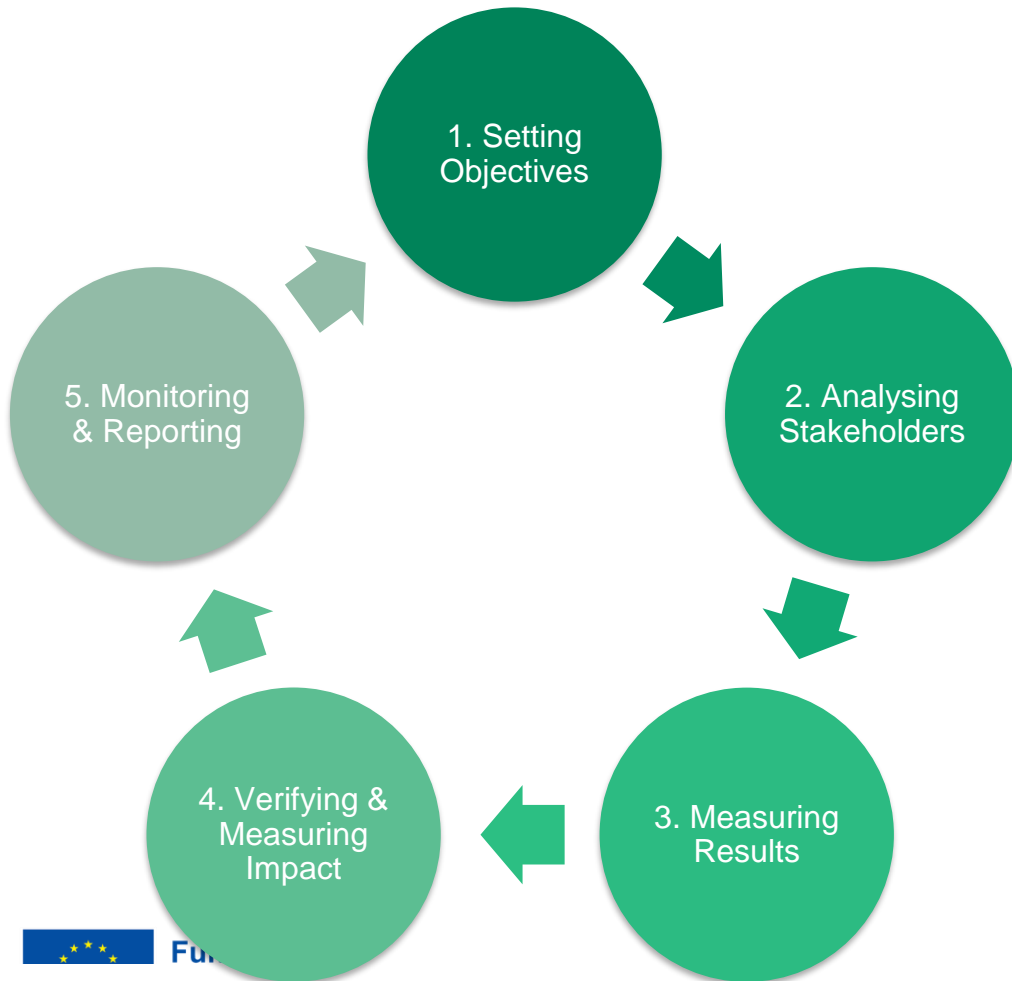 1. Setting
Objectives
2. Analysing
Stakeholders
3. Measuring
Results
4. Verifying &
Measuring
Impact
5. Monitoring
& Reporting